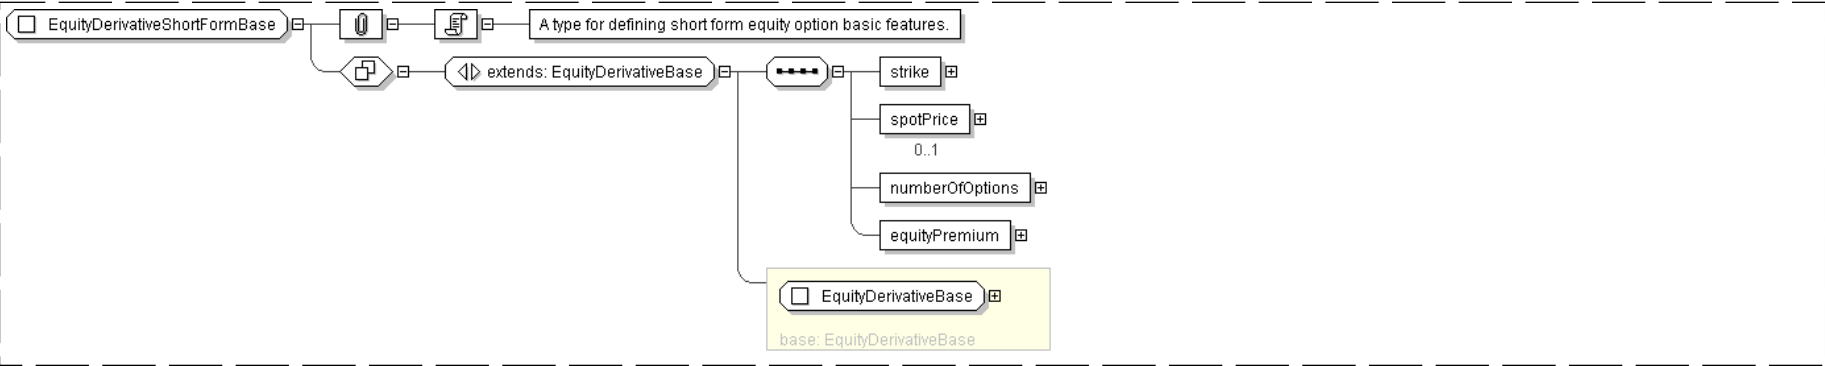 EquityDerivativeShortFormBase
A type for defining short form equity option basic features.
extends: EquityDerivativeBase
strike
spotPrice
0..1
numberOfOptions
equityPremium
EquityDerivativeBase
base: EquityDerivativeBase